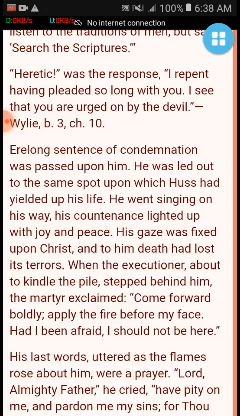 100% 6:38 AM
0.0KB/s 0.0KB/s No internet connection
listen to the traditions of men, but say,
‘Search the Scriptures.’”
“Heretic!” was the response, “I repent
having pleaded so long with you. I see
that you are urged on by the devil.”—
Wylie, b. 3, ch. 10.
Erelong sentence of condemnation
was passed upon him. He was led out
to the same spot upon which Huss had
yielded up his life. He went singing on
his way, his countenance lighted up
with joy and peace. His gaze was fixed
upon Christ, and to him death had lost
its terrors. When the executioner, about
to kindle the pile, stepped behind him,
the martyr exclaimed: “Come forward
boldly; apply the fire before my face.
Had I been afraid, I should not be here.”
His last words, uttered as the flames
rose about him, were a prayer. “Lord,
Almighty Father,” he cried, “have pity on
me, and pardon me my sins; for Thou